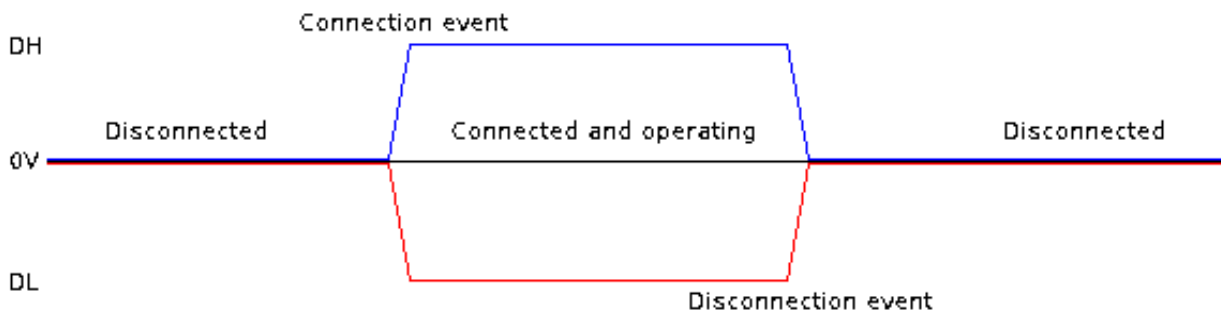 Connection event
DH
Disconnected
Connected and operating
Disconnected
0V
DL
Disconnection event